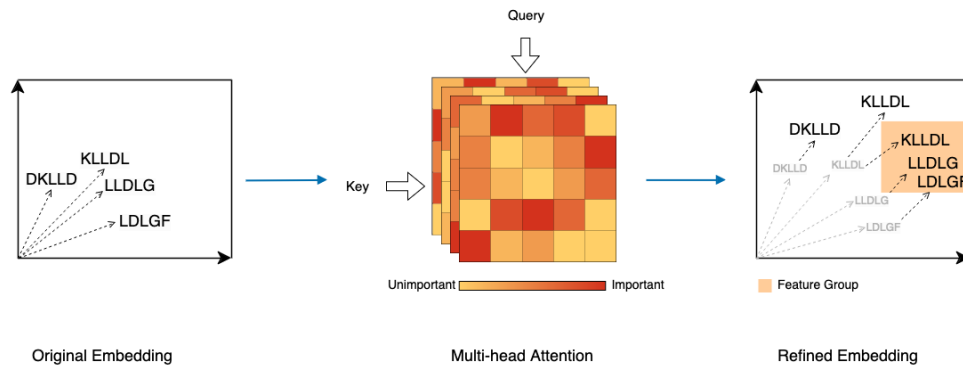 Query
KLLDL
DKLLD
LLDLG
LDLGF
Key
Unimportant
Important
KLLDL
DKLLD
KLLDL
KLLDL
LLDLG
DKLLD
LDLGF
LLDLG
LDLGF
Feature Group
Original Embedding
Multi-head Attention
Refined Embedding